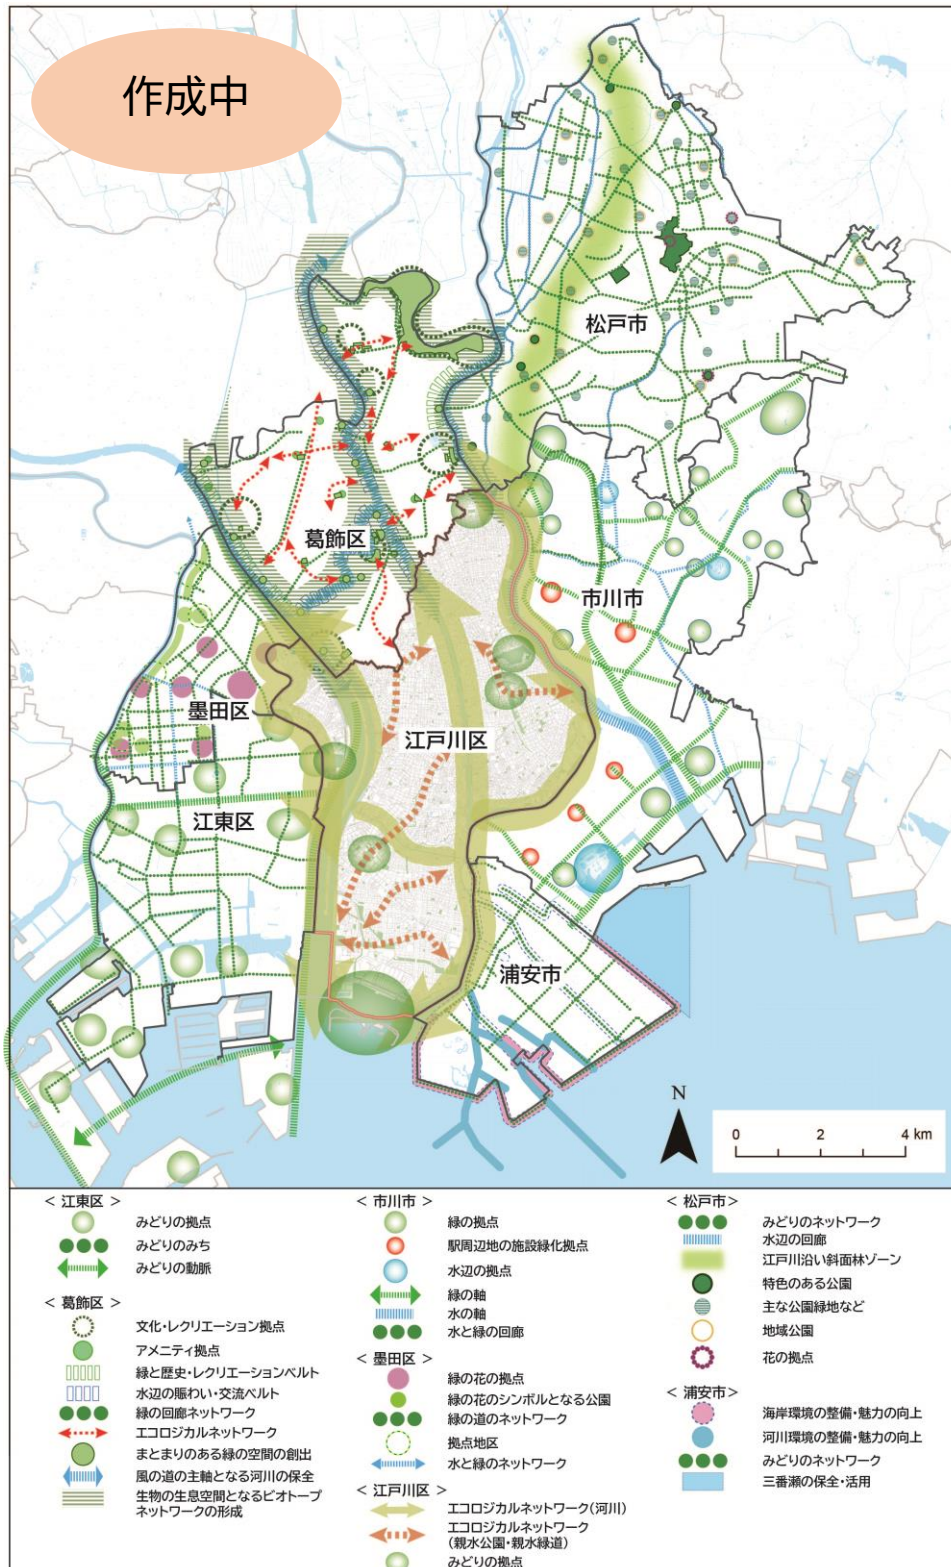 作成中
松戸市
葛飾区
市川市
墨田区
江戸川区
江東区
浦安市
N
0 2 4 km
< 江東区 >
みどりの拠点
みどりのみち
みどりの動脈
< 葛飾区 >
文化・レクリエーション拠点
アメニティ拠点
緑と歴史・レクリエーションベルト
水辺の賑わい・交流ベルト
緑の回廊ネットワーク
エコロジカルネットワーク
まとまりのある緑の空間の創出
風の道の主軸となる河川の保全
生物の生息空間となるビオトープ
ネットワークの形成
< 市川市 >
緑の拠点
駅周辺地の施設緑化拠点
水辺の拠点
緑の軸
水の軸
水と緑の回廊
< 墨田区 >
緑の花の拠点
緑の花のシンボルとなる公園
緑の道のネットワーク
拠点地区
水と緑のネットワーク
< 江戸川区 >
エコロジカルネットワーク(河川)
エコロジカルネットワーク
(親水公園・親水緑道)
みどりの拠点
< 松戸市>
みどりのネットワーク
水辺の回廊
江戸川沿い斜面林ゾーン
特色のある公園
主な公園緑地など
地域公園
花の拠点
< 浦安市>
海岸環境の整備・魅力の向上
河川環境の整備・魅力の向上
みどりのネットワーク
三番瀬の保全・活用